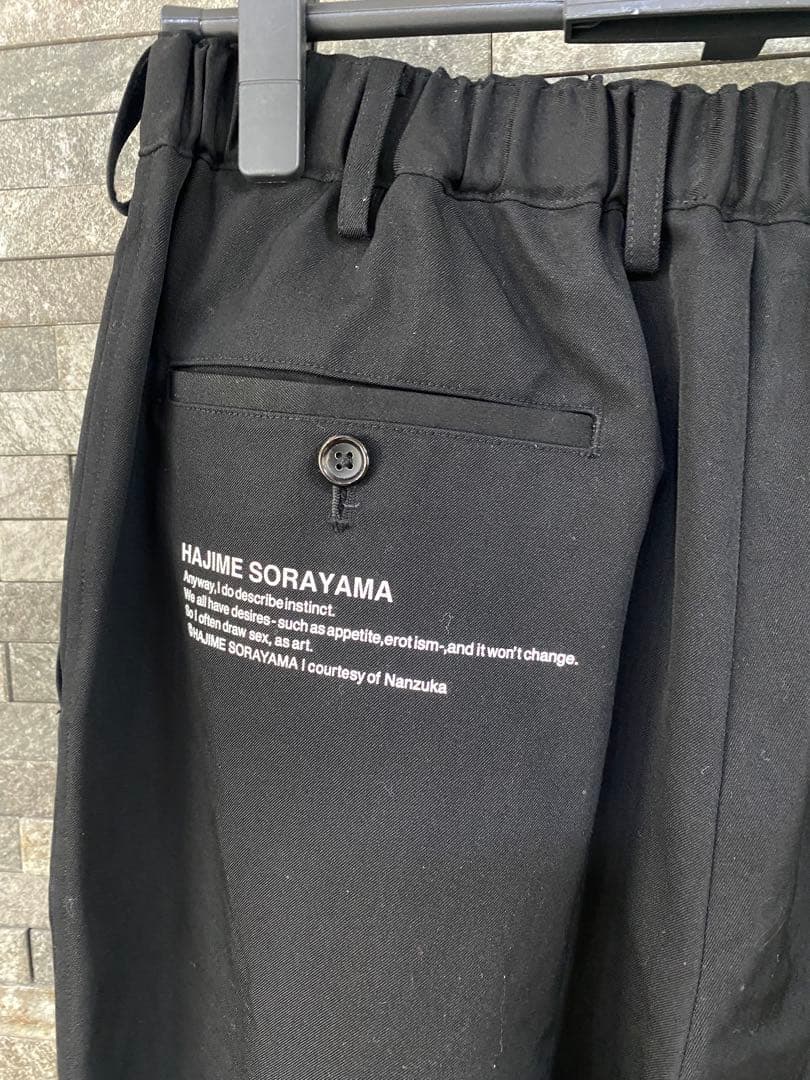 HAJIME SORAYAMA
Anyway, I do describe instinct.
We all have desires - such as appetite, erot ism-, and it won't change.
So I often draw sex, as art.
©HAJIME SORAYAMA I courtesy of Nanzuka